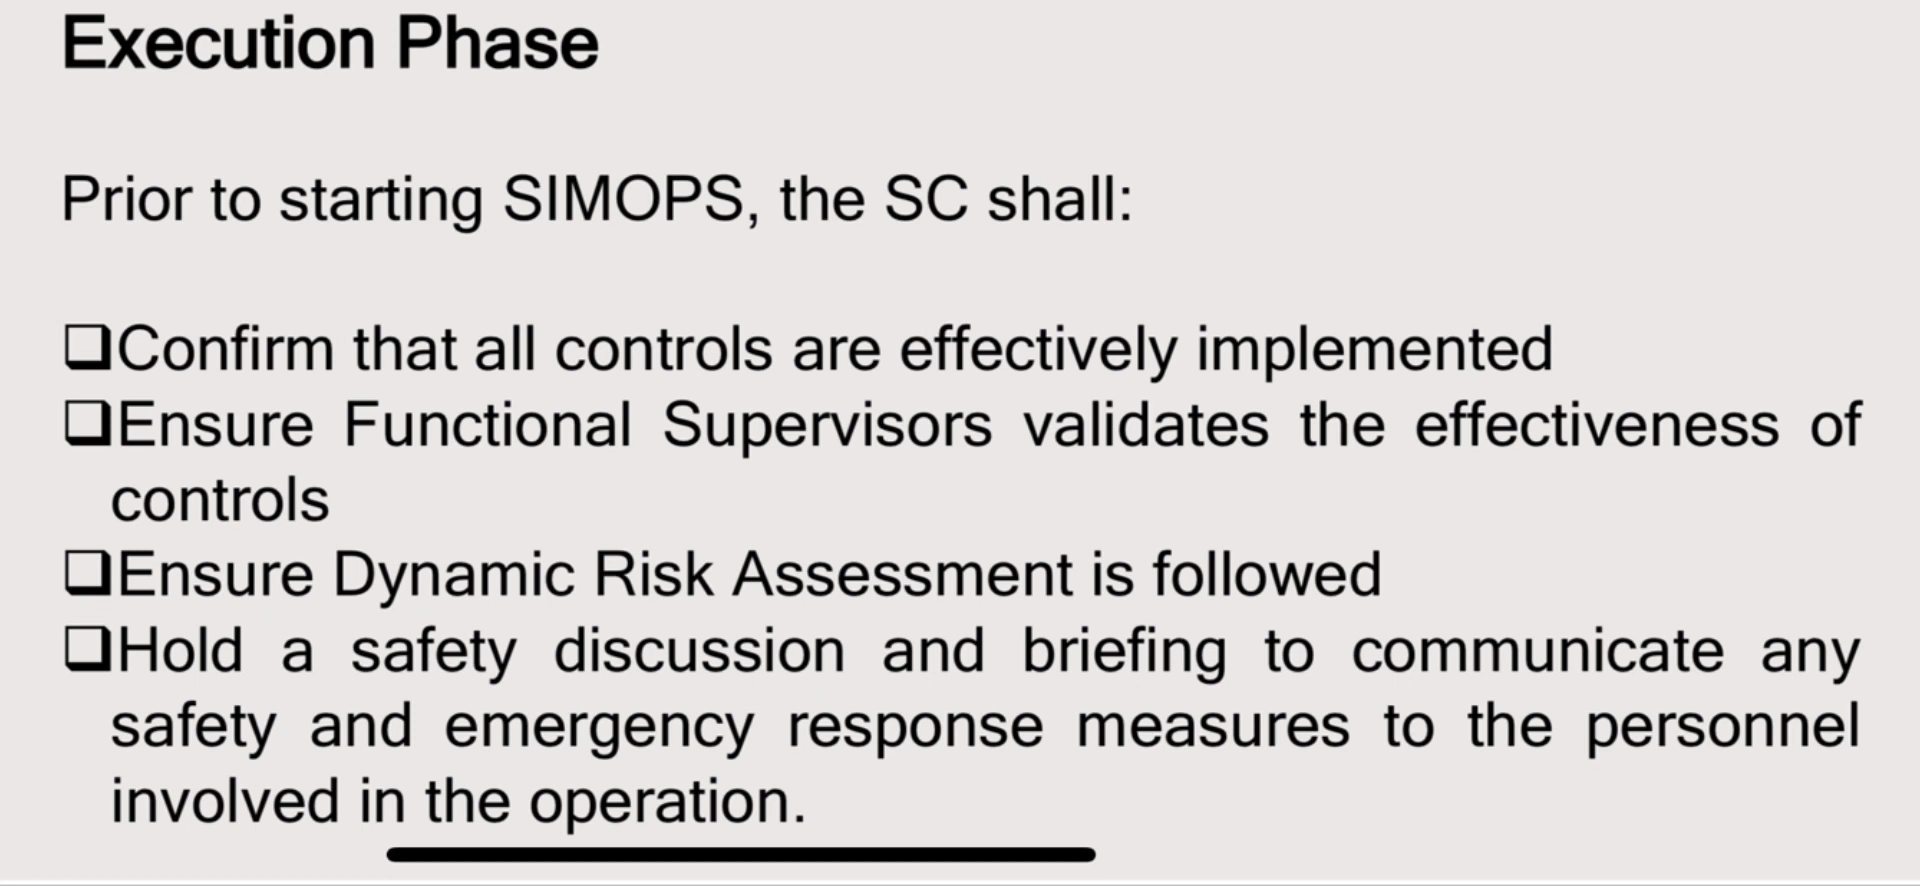 Execution Phase
Prior to starting SIMOPS, the SC shall:
❑Confirm that all controls are effectively implemented
❑Ensure Functional Supervisors validates the effectiveness of
controls
❑Ensure Dynamic Risk Assessment is followed
❑Hold a safety discussion and briefing to communicate any
safety and emergency response measures to the personnel
involved in the operation.